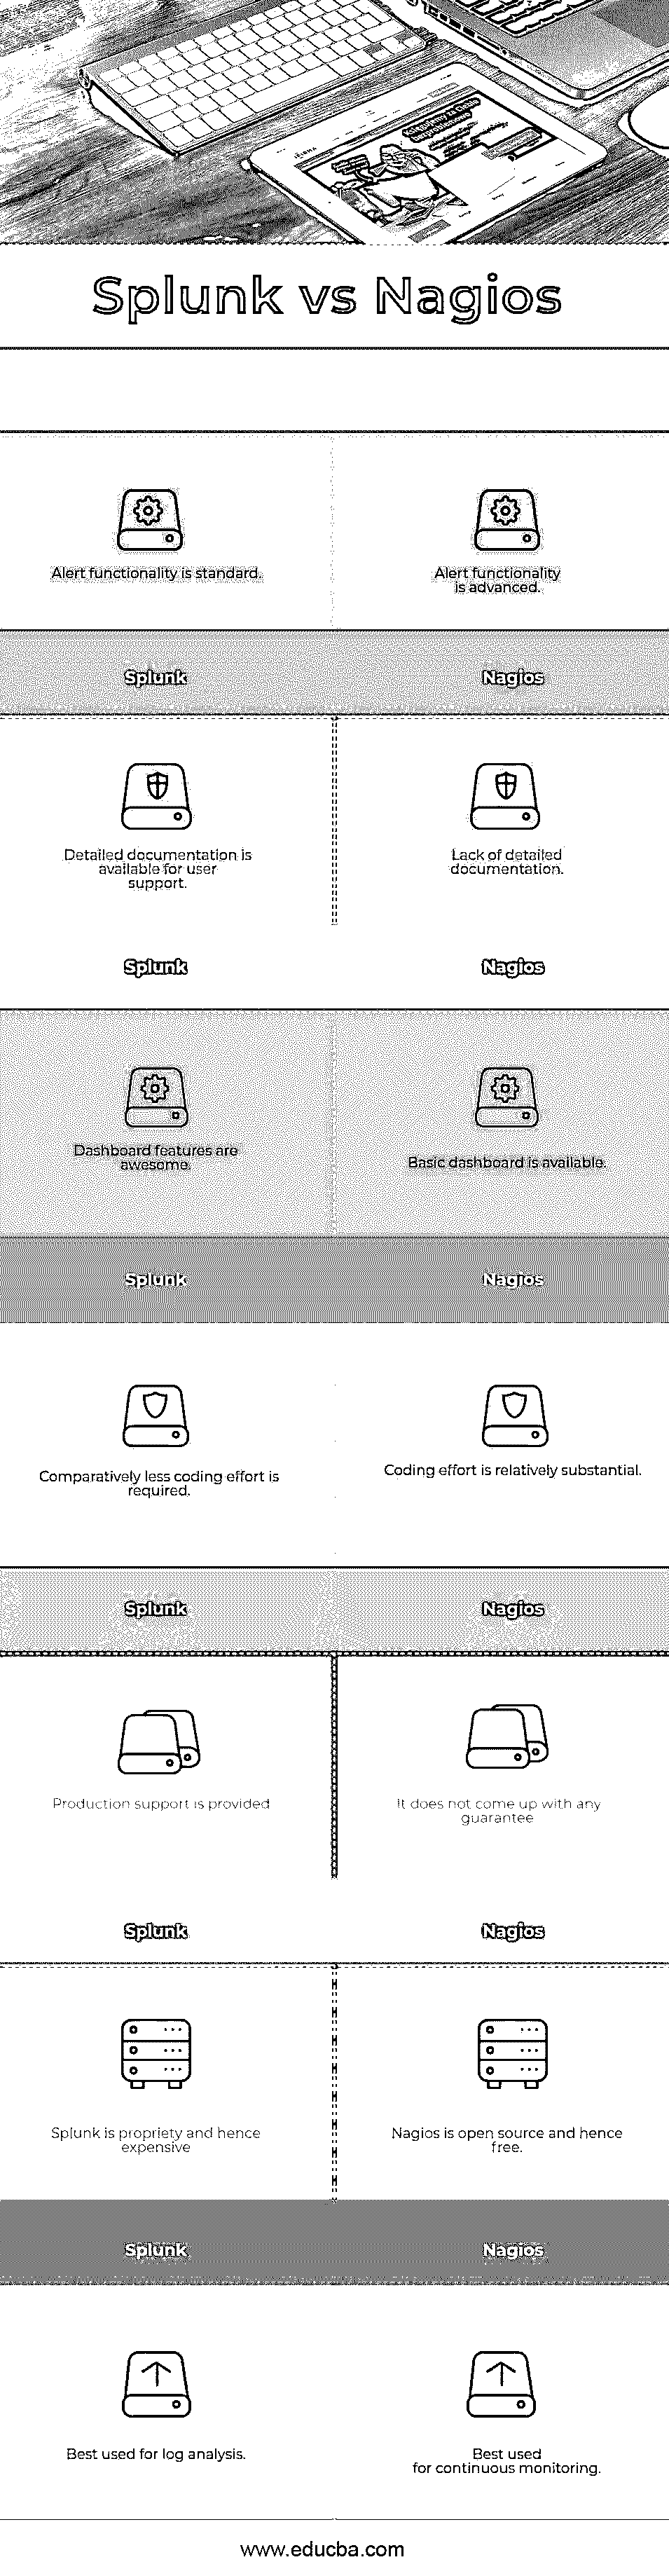 Splunk vs Nagios
Alert functionality is standard.
Alert functionality
is advanced.
Splunk
Nagios
Detailed documentation is
available for user
support.
Lack of detailed
documentation.
Splunk
Nagios
Dashboard features are
awesome.
Basic dashboard is available.
Splunk
Nagios
Comparatively less coding effort is
required.
Coding effort is relatively substantial.
Splunk
Nagios
Production support is provided
It does not come up with any
guarantee
Splunk
Nagios
Splunk is propriety and hence
expensive
Nagios is open source and hence
free.
Splunk
Nagios
Best used for log analysis.
Best used
for continuous monitoring.
www.educba.com